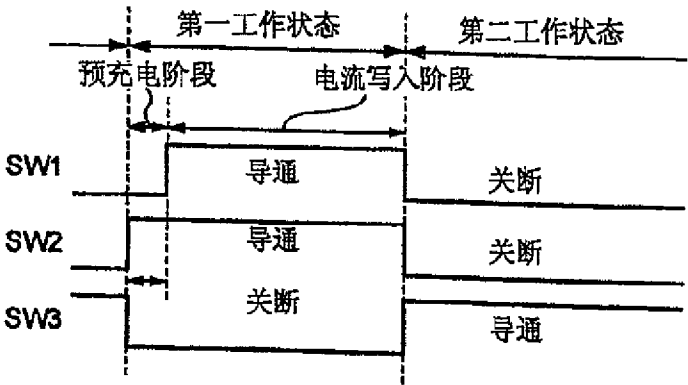 第一工作状态
第二工作状态
预充电阶段
电流写入阶段
SW1
导通
关断
SW2
导通
关断
SW3
关断
导通